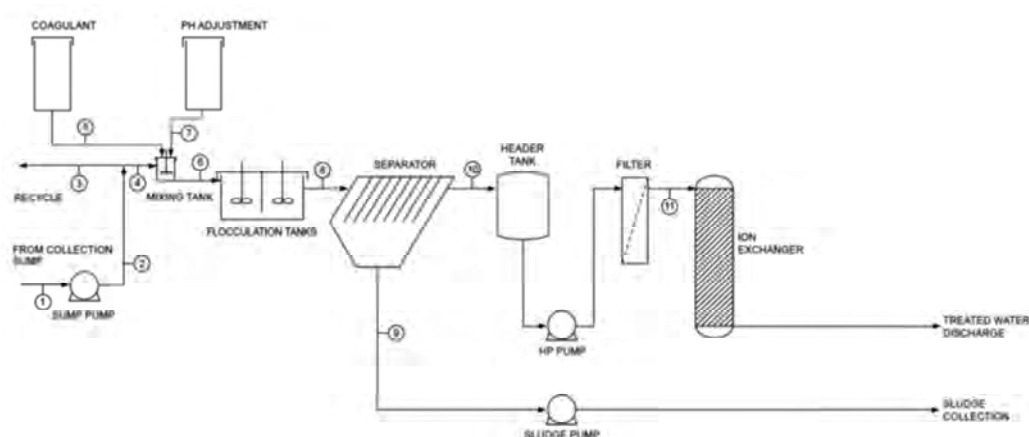 COAGULANT
PH ADJUSTMENT
5
7
HEADER
TANK
SEPARATOR
FILTER
3
4
6
8
10
11
RECYCLE
MIXING TANK
FLOCCULATION TANKS
FROM COLLECTION
SUMP
2
ION
EXCHANGER
1
SUMP PUMP
9
HP PUMP
TREATED WATER
DISCHARGE
SLUDGE PUMP
SLUDGE
COLLECTION